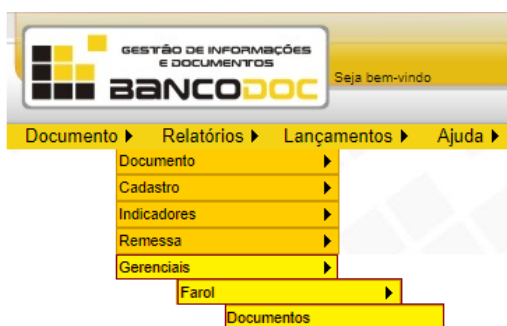 GESTÃO DE INFORMAÇÕES
E DOCUMENTOS
BANCODOC
Seja bem-vindo
Documento Relatórios Lançamentos Ajuda
Documento
Cadastro
Indicadores
Remessa
Gerenciais
Farol
Documentos